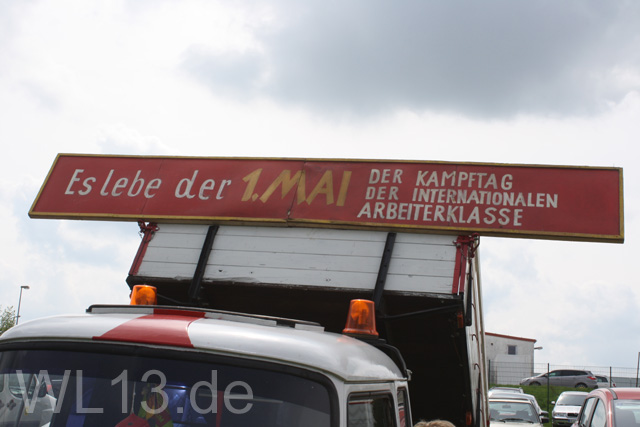 Es lebe der 1. MAI DER KAMPFTAG
DER INTERNATIONALEN
ARBEITERKLASSE
WL13.de